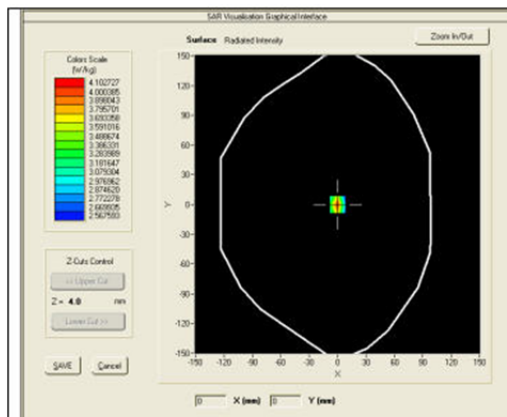 SAR Visualisation Graphical Interface
Surface Radiated Intensity
Zoom In/Out
Colors Scale
(W/kg)
4.102727
4.000385
3.898043
3.795701
3.693358
3.591016
3.488674
3.386331
3.283989
3.181647
3.079304
2.976962
2.874620
2.772278
2.669935
2.567593
Z-Cuts Control
<< Upper Cut
Z = 4.0 mm
Lower Cut >>
SAVE
Cancel
150
120
90
60
30
0
-30
-60
-90
-120
-150
Y
-150 -120 -90 -60 -30 0 30 60 90 120 150
X
0 X (mm) 0 Y (mm)